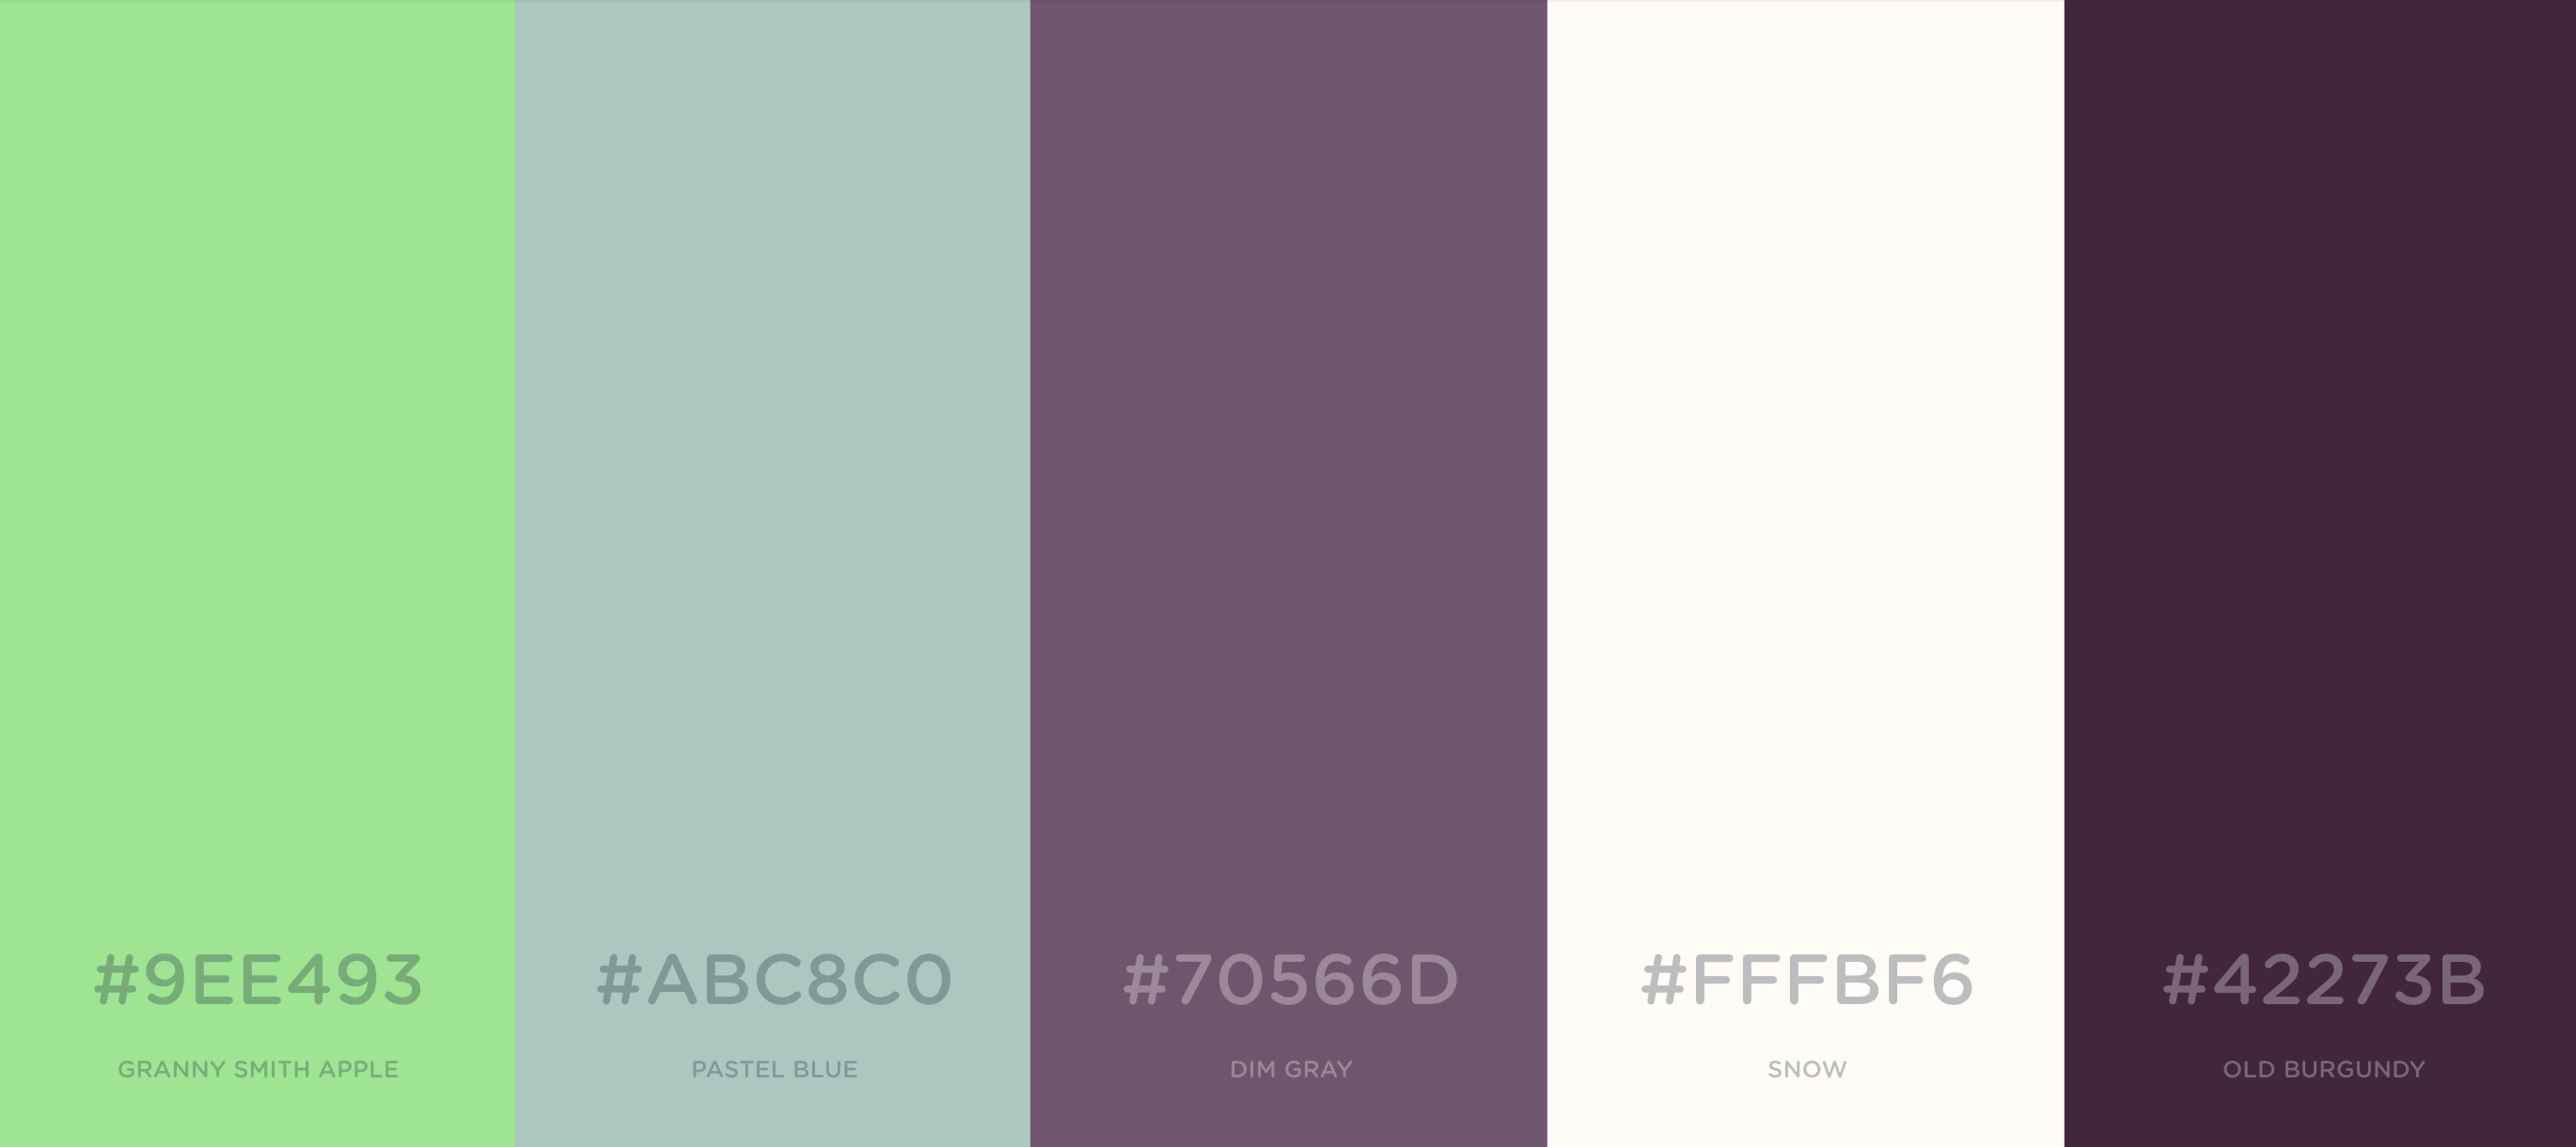 #9EE493
GRANNY SMITH APPLE
#ABC8C0
PASTEL BLUE
#70566D
DIM GRAY
#FFFBF6
SNOW
#42273B
OLD BURGUNDY